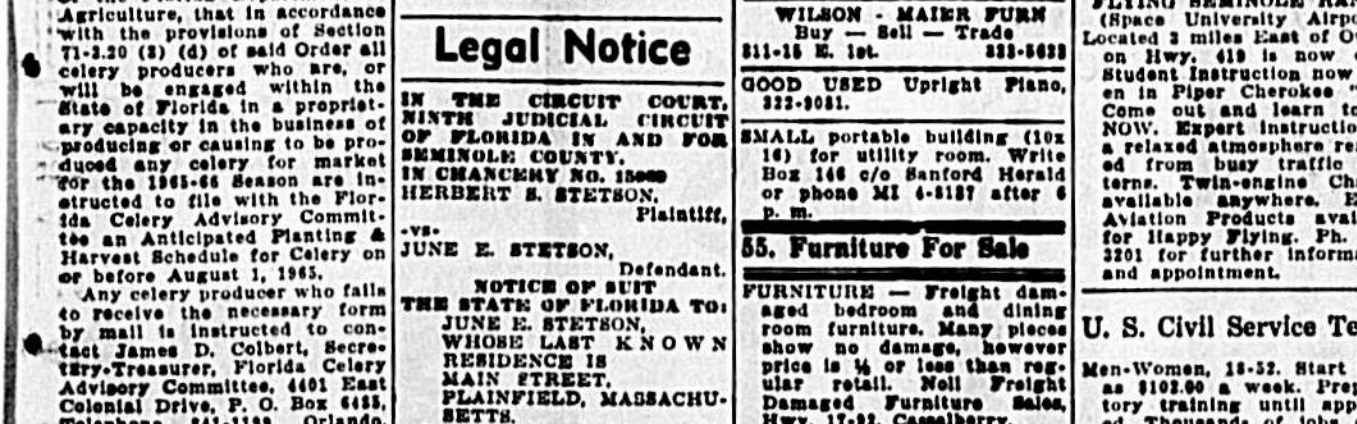 Agriculture, that in accordance
with the provisions of Section
71-3.20 (3) (d) of said Order all
celery producers who are, or
will be engaged within the
State of Florida in a propriet-
ary capacity in the business of
producing or causing to be pro-
duced any celery for market
for the 1965-66 Season are in-
structed to file with the Flor-
ida Celery Advisory Commit-
tee an Anticipated Planting &
Harvest Schedule for Celery on
or before August 1, 1965.
Any celery producer who fails
to receive the necessary form
by mail is instructed to con-
tact James D. Colbert, Secre-
tary-Treasurer, Florida Celery
Advisory Committee, 4401 East
Colonial Drive, P. O. Box
Orlando,
Legal Notice
IN THE CIRCUIT COURT,
NINTH JUDICIAL CIRCUIT
OF FLORIDA IN AND FOR
SEMINOLE COUNTY.
IN CHANCERY NO.
HERBERT S. STETSON,
Plaintiff,
-vs-
JUNE E. STETSON,
Defendant.
NOTICE OF SUIT
THE STATE OF FLORIDA TO:
JUNE E. STETSON,
WHOSE LAST KNOWN
RESIDENCE IS
MAIN STREET,
PLAINFIELD, MASSACHU-
SETTS.
WILSON - MAIER FURN
Buy — Sell — Trade
311-15 E. 1st. 322-5622
GOOD USED Upright Piano,
322-9081.
SMALL portable building (10x
16) for utility room. Write
Box 146 c/o Sanford Herald
or phone MI 4-8187 after 6
p. m.
55. Furniture For Sale
FURNITURE — Freight dam-
aged bedroom and dining
room furniture. Many pieces
show no damage, however
price is ½ or less than reg-
ular retail. Noll Freight
Damaged Furniture Sales,
Hwy. 17-92, Casselberry.
FLYING SEMINOLE RAN
(Space University Airpo
Located 3 miles East of Ov
on Hwy. 419 is now
Student Instruction now
en in Piper Cherokee
Come out and learn to
NOW. Expert instructio
a relaxed atmosphere re
ed from busy traffic
terns. Twin-engine Ch
available anywhere. E
Aviation Products avai
for Happy Flying. Ph.
3201 for further informa
and appointment.
U. S. Civil Service Te
Men-Women, 18-52. Start
as $102.00 a week. Prep
tory training until app
ed. Thousands of jobs